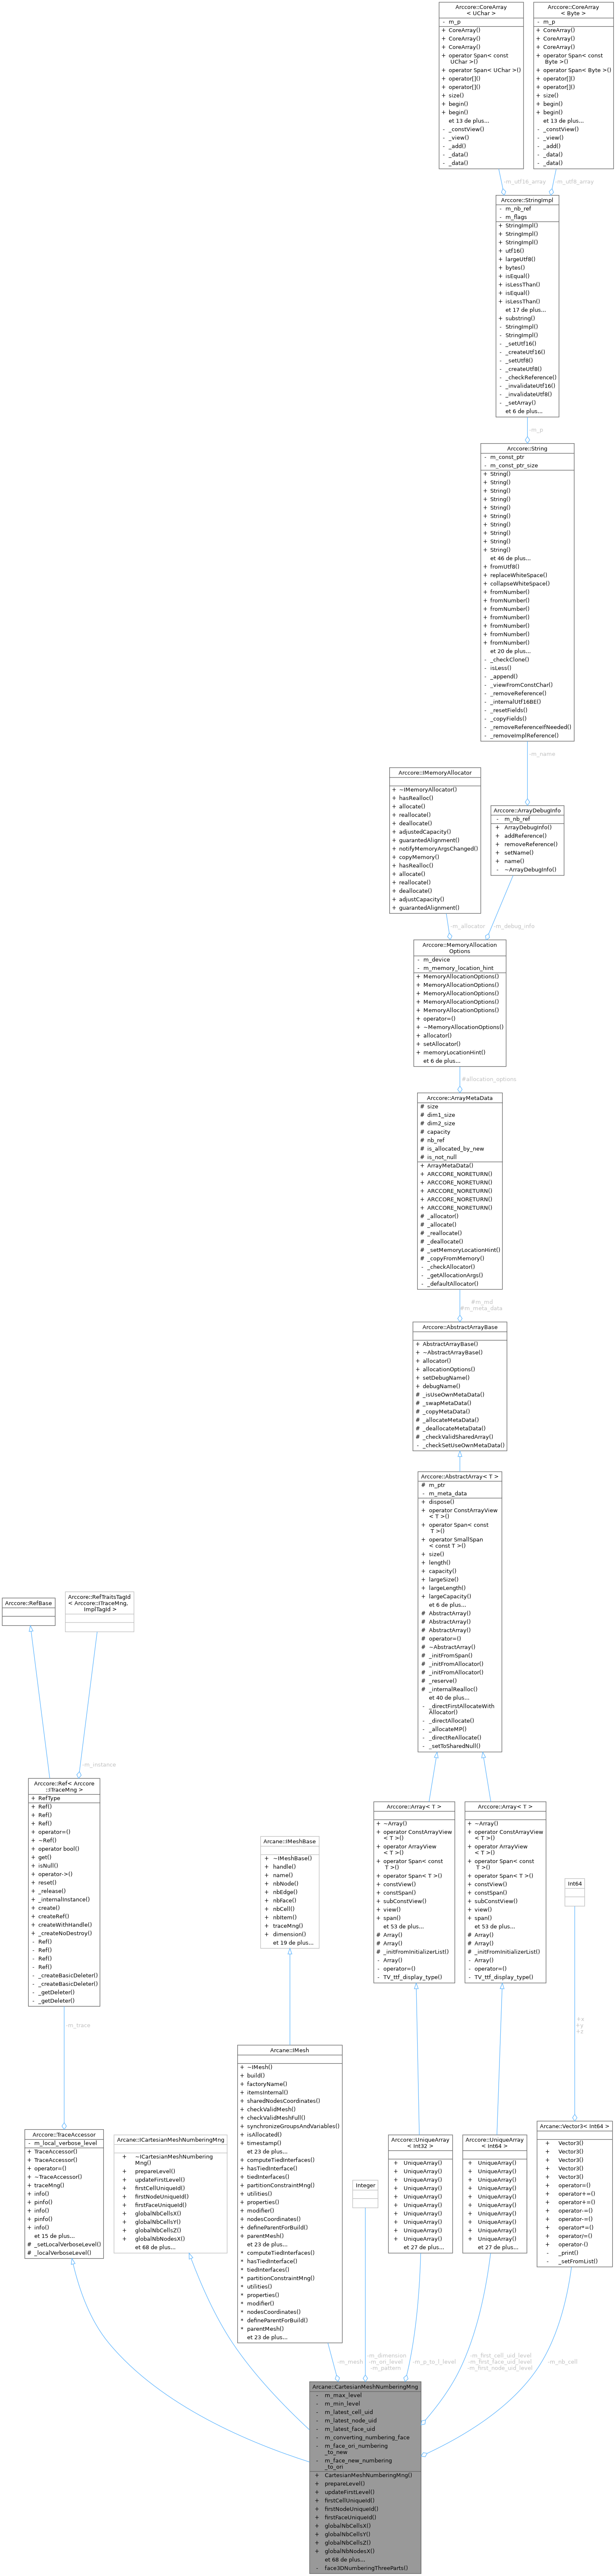 Arccore::CoreArray
< UChar >
- m_p
+ CoreArray()
+ CoreArray()
+ CoreArray()
+ operator Span< const
UChar >()
+ operator Span< UChar >()
+ operator[]()
+ operator[]()
+ size()
+ begin()
+ begin()
et 13 de plus...
- _constView()
- _view()
- _add()
- _data()
- _data()
Arccore::CoreArray
< Byte >
- m_p
+ CoreArray()
+ CoreArray()
+ CoreArray()
+ operator Span< const
Byte >()
+ operator Span< Byte >()
+ operator[]()
+ operator[]()
+ size()
+ begin()
+ begin()
et 13 de plus...
- _constView()
- _view()
- _add()
- _data()
- _data()
-m_utf16_array
-m_utf8_array
Arccore::StringImpl
- m_nb_ref
- m_flags
+ StringImpl()
+ StringImpl()
+ StringImpl()
+ utf16()
+ largeUtf8()
+ bytes()
+ isEqual()
+ isLessThan()
+ isEqual()
+ isLessThan()
et 17 de plus...
+ substring()
- StringImpl()
- StringImpl()
- _setUtf16()
- _createUtf16()
- _setUtf8()
- _createUtf8()
- _checkReference()
- _invalidateUtf16()
- _invalidateUtf8()
- _setArray()
et 6 de plus...
-m_p
Arccore::String
- m_const_ptr
- m_const_ptr_size
+ String()
+ String()
+ String()
+ String()
+ String()
+ String()
+ String()
+ String()
+ String()
+ String()
et 46 de plus...
+ fromUtf8()
+ replaceWhiteSpace()
+ collapseWhiteSpace()
+ fromNumber()
+ fromNumber()
+ fromNumber()
+ fromNumber()
+ fromNumber()
+ fromNumber()
+ fromNumber()
et 20 de plus...
- _checkClone()
- isLess()
- _append()
- _viewFromConstChar()
- _removeReference()
- _internalUtf16BE()
- _resetFields()
- _copyFields()
- _removeReferenceIfNeeded()
- _removeImplReference()
-m_name
Arccore::IMemoryAllocator
+ ~IMemoryAllocator()
+ hasRealloc()
+ allocate()
+ reallocate()
+ deallocate()
+ adjustedCapacity()
+ guarantedAlignment()
+ notifyMemoryArgsChanged()
+ copyMemory()
+ hasRealloc()
+ allocate()
+ reallocate()
+ deallocate()
+ adjustCapacity()
+ guarantedAlignment()
Arccore::ArrayDebugInfo
- m_nb_ref
+ ArrayDebugInfo()
+ addReference()
+ removeReference()
+ setName()
+ name()
- ~ArrayDebugInfo()
-m_allocator
-m_debug_info
Arccore::MemoryAllocation
Options
- m_device
- m_memory_location_hint
+ MemoryAllocationOptions()
+ MemoryAllocationOptions()
+ MemoryAllocationOptions()
+ MemoryAllocationOptions()
+ MemoryAllocationOptions()
+ operator=()
+ ~MemoryAllocationOptions()
+ allocator()
+ setAllocator()
+ memoryLocationHint()
et 6 de plus...
#allocation_options
Arccore::ArrayMetaData
# size
# dim1_size
# dim2_size
# capacity
# nb_ref
# is_allocated_by_new
# is_not_null
+ ArrayMetaData()
+ ARCCORE_NORETURN()
+ ARCCORE_NORETURN()
+ ARCCORE_NORETURN()
+ ARCCORE_NORETURN()
+ ARCCORE_NORETURN()
# _allocator()
# _allocate()
# _reallocate()
# _deallocate()
# _setMemoryLocationHint()
# _copyFromMemory()
- _checkAllocator()
- _getAllocationArgs()
- _defaultAllocator()
#m_md
#m_meta_data
Arccore::AbstractArrayBase
+ AbstractArrayBase()
+ ~AbstractArrayBase()
+ allocator()
+ allocationOptions()
+ setDebugName()
+ debugName()
# _isUseOwnMetaData()
# _swapMetaData()
# _copyMetaData()
# _allocateMetaData()
# _deallocateMetaData()
# _checkValidSharedArray()
- _checkSetUseOwnMetaData()
Arccore::AbstractArray< T >
# m_ptr
- m_meta_data
+ dispose()
+ operator ConstArrayView
< T >()
+ operator Span< const
T >()
+ operator SmallSpan
< const T >()
+ size()
+ length()
+ capacity()
+ largeSize()
+ largeLength()
+ largeCapacity()
et 6 de plus...
# AbstractArray()
# AbstractArray()
# AbstractArray()
# operator=()
# ~AbstractArray()
# _initFromSpan()
# _initFromAllocator()
# _initFromAllocator()
# _reserve()
# _internalRealloc()
et 40 de plus...
- _directFirstAllocateWith
Allocator()
- _directAllocate()
- _allocateMP()
- _directReAllocate()
- _setToSharedNull()
Arccore::RefBase
Arccore::RefTraitsTagId
< Arccore::ITraceMng,
ImplTagId >
-m_instance
Arccore::Ref< Arccore
::ITraceMng >
+ RefType
+ Ref()
+ Ref()
+ Ref()
+ operator=()
+ ~Ref()
+ operator bool()
+ get()
+ isNull()
+ operator->()
+ reset()
+ _release()
+ _internalInstance()
+ create()
+ createRef()
+ createWithHandle()
+ _createNoDestroy()
- Ref()
- Ref()
- Ref()
- Ref()
- _createBasicDeleter()
- _createBasicDeleter()
- _getDeleter()
- _getDeleter()
Arcane::IMeshBase
+ ~IMeshBase()
+ handle()
+ name()
+ nbNode()
+ nbEdge()
+ nbFace()
+ nbCell()
+ nbItem()
+ traceMng()
+ dimension()
et 19 de plus...
Arccore::Array< T >
+ ~Array()
+ operator ConstArrayView
< T >()
+ operator ArrayView
< T >()
+ operator Span< const
T >()
+ operator Span< T >()
+ constView()
+ constSpan()
+ subConstView()
+ view()
+ span()
et 53 de plus...
# Array()
# Array()
# _initFromInitializerList()
- Array()
- operator=()
- TV_ttf_display_type()
Arccore::Array< T >
+ ~Array()
+ operator ConstArrayView
< T >()
+ operator ArrayView
< T >()
+ operator Span< const
T >()
+ operator Span< T >()
+ constView()
+ constSpan()
+ subConstView()
+ view()
+ span()
et 53 de plus...
# Array()
# Array()
# _initFromInitializerList()
- Array()
- operator=()
- TV_ttf_display_type()
Int64
-m_trace
+x
+y
+z
Arccore::TraceAccessor
- m_local_verbose_level
+ TraceAccessor()
+ TraceAccessor()
+ operator=()
+ ~TraceAccessor()
+ traceMng()
+ info()
+ pinfo()
+ info()
+ pinfo()
+ info()
et 15 de plus...
# _setLocalVerboseLevel()
# _localVerboseLevel()
Arcane::ICartesianMeshNumberingMng
+ ~ICartesianMeshNumbering
Mng()
+ prepareLevel()
+ updateFirstLevel()
+ firstCellUniqueId()
+ firstNodeUniqueId()
+ firstFaceUniqueId()
+ globalNbCellsX()
+ globalNbCellsY()
+ globalNbCellsZ()
+ globalNbNodesX()
et 68 de plus...
Arcane::IMesh
+ ~IMesh()
+ build()
+ factoryName()
+ itemsInternal()
+ sharedNodesCoordinates()
+ checkValidMesh()
+ checkValidMeshFull()
+ synchronizeGroupsAndVariables()
+ isAllocated()
+ timestamp()
et 23 de plus...
+ computeTiedInterfaces()
+ hasTiedInterface()
+ tiedInterfaces()
+ partitionConstraintMng()
+ utilities()
+ properties()
+ modifier()
+ nodesCoordinates()
+ defineParentForBuild()
+ parentMesh()
et 23 de plus...
* computeTiedInterfaces()
* hasTiedInterface()
* tiedInterfaces()
* partitionConstraintMng()
* utilities()
* properties()
* modifier()
* nodesCoordinates()
* defineParentForBuild()
* parentMesh()
et 23 de plus...
Integer
Arccore::UniqueArray
< Int32 >
+ UniqueArray()
+ UniqueArray()
+ UniqueArray()
+ UniqueArray()
+ UniqueArray()
+ UniqueArray()
+ UniqueArray()
+ UniqueArray()
+ UniqueArray()
+ UniqueArray()
et 27 de plus...
Arccore::UniqueArray
< Int64 >
+ UniqueArray()
+ UniqueArray()
+ UniqueArray()
+ UniqueArray()
+ UniqueArray()
+ UniqueArray()
+ UniqueArray()
+ UniqueArray()
+ UniqueArray()
+ UniqueArray()
et 27 de plus...
Arcane::Vector3< Int64 >
+ Vector3()
+ Vector3()
+ Vector3()
+ Vector3()
+ Vector3()
+ operator=()
+ operator+=()
+ operator+=()
+ operator-=()
+ operator-=()
+ operator*=()
+ operator/=()
+ operator-()
- _print()
- _setFromList()
-m_mesh
-m_dimension
-m_ori_level
-m_pattern
-m_p_to_l_level
-m_first_cell_uid_level
-m_first_face_uid_level
-m_first_node_uid_level
-m_nb_cell
Arcane::CartesianMeshNumberingMng
- m_max_level
- m_min_level
- m_latest_cell_uid
- m_latest_node_uid
- m_latest_face_uid
- m_converting_numbering_face
- m_face_ori_numbering
_to_new
- m_face_new_numbering
_to_ori
+ CartesianMeshNumberingMng()
+ prepareLevel()
+ updateFirstLevel()
+ firstCellUniqueId()
+ firstNodeUniqueId()
+ firstFaceUniqueId()
+ globalNbCellsX()
+ globalNbCellsY()
+ globalNbCellsZ()
+ globalNbNodesX()
et 68 de plus...
- face3DNumberingThreeParts()